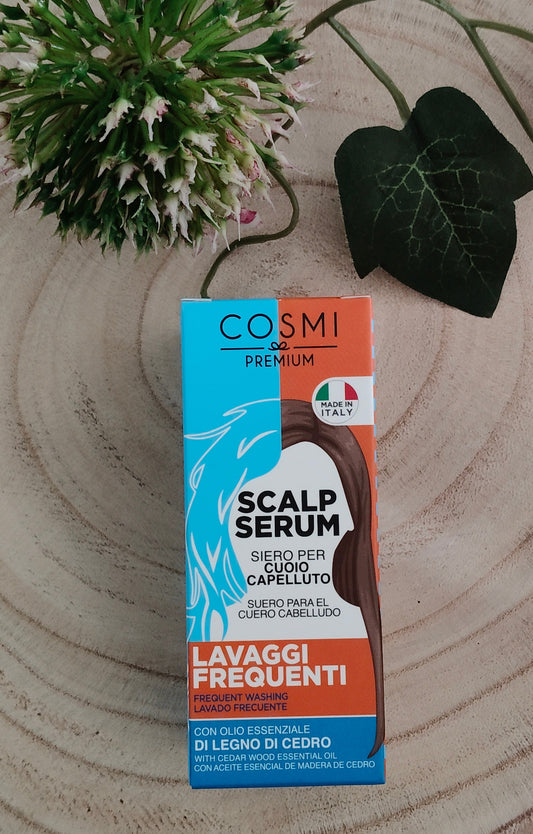 COSMI
PREMIUM
MADE IN
ITALY
SCALP
SERUM
SIERO PER
CUOIO
CAPELLUTO
SUERO PARA EL
CUERO CABELLUDO
LAVAGGI
FREQUENTI
FREQUENT WASHING
LAVADO FRECUENTE
CON OLIO ESSENZIALE
DI LEGNO DI CEDRO
WITH CEDAR WOOD ESSENTIAL OIL
CON ACEITE ESENCIAL DE MADERA DE CEDRO